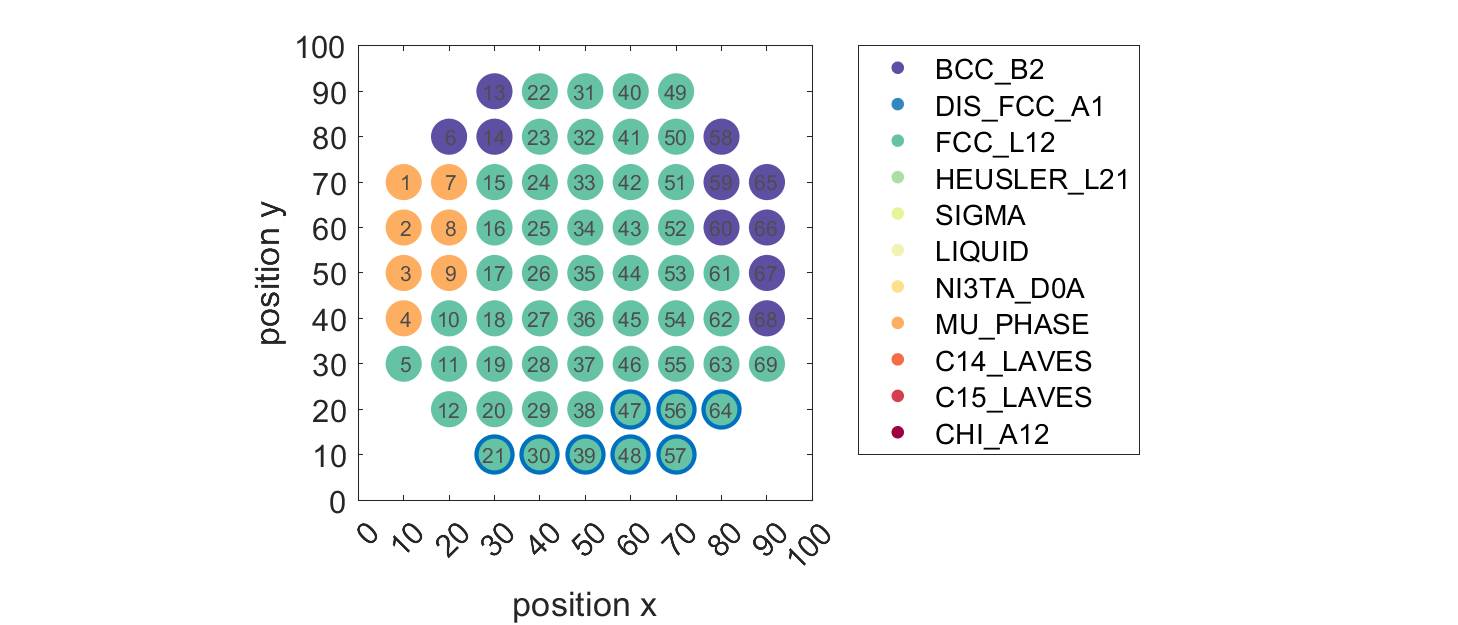 100
90
80
70
60
50
40
30
20
10
0
position y
13 22 31 40 49
6 14 23 32 41 50 58
1 7 15 24 33 42 51 59 65
2 8 16 25 34 43 52 60 66
3 9 17 26 35 44 53 61 67
4 10 18 27 36 45 54 62 68
5 11 19 28 37 46 55 63 69
12 20 29 38 47 56 64
21 30 39 48 57
0 10 20 30 40 50 60 70 80 90 100
position x
BCC_B2
DIS_FCC_A1
FCC_L12
HEUSLER_L21
SIGMA
LIQUID
NI3TA_D0A
MU_PHASE
C14_LAVES
C15_LAVES
CHI_A12